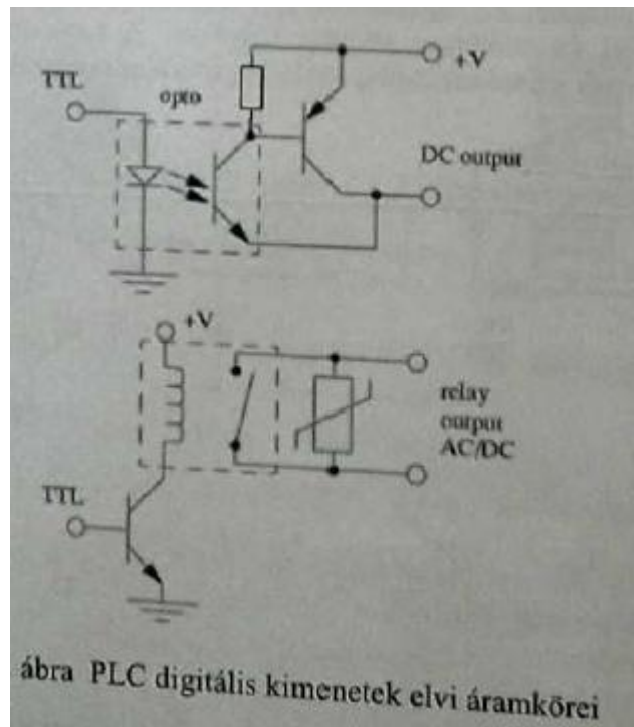 TTL
opto
+V
DC output
+V
relay
output
AC/DC
TTL
ábra PLC digitális kimenetek elvi áramkörei